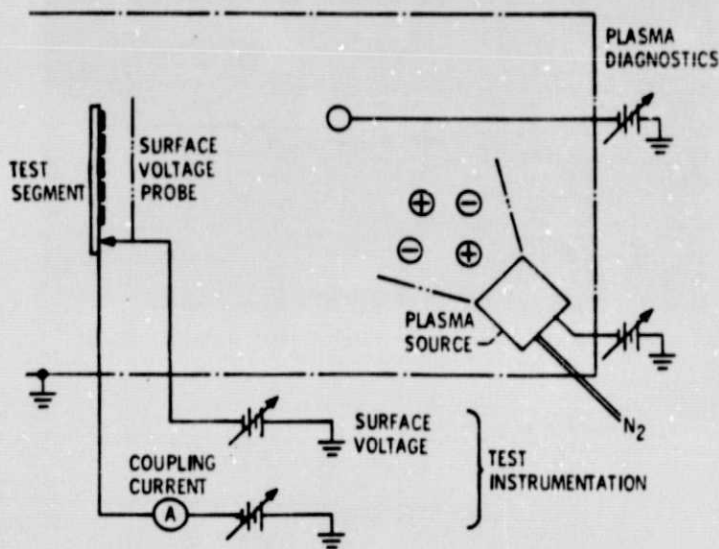 PLASMA
DIAGNOSTICS
SURFACE
VOLTAGE
PROBE
TEST
SEGMENT
+ −
− +
PLASMA
SOURCE
N2
SURFACE
VOLTAGE
COUPLING
CURRENT
A
TEST
INSTRUMENTATION